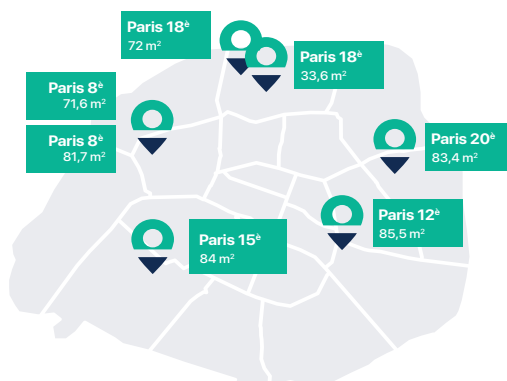 Paris 18è
72 m²
Paris 18è
33,6 m²
Paris 8è
71,6 m²
Paris 8è
81,7 m²
Paris 20è
83,4 m²
Paris 12è
85,5 m²
Paris 15è
84 m²